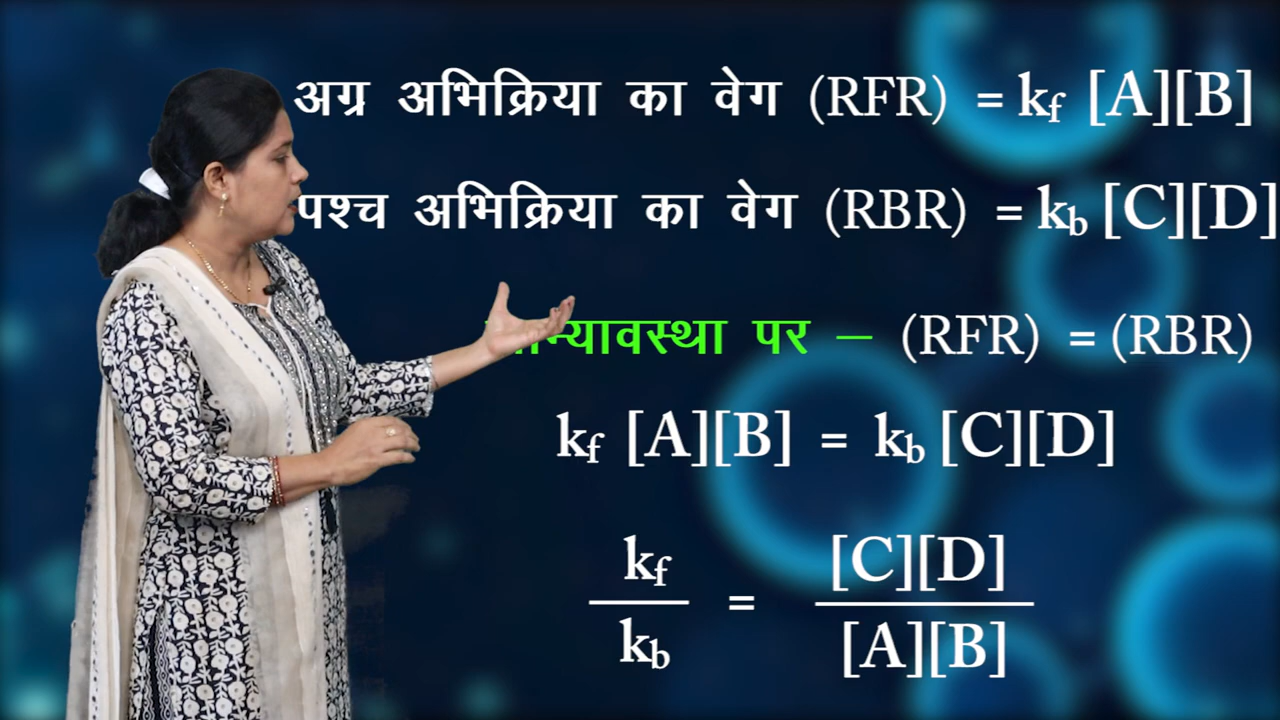 अग्र अभिक्रिया का वेग (RFR) = kf [A][B]
पश्च अभिक्रिया का वेग (RBR) = kb [C][D]
पर – (RFR) = (RBR)
kf [A][B] = kb [C][D]
kf / kb = [C][D] / [A][B]